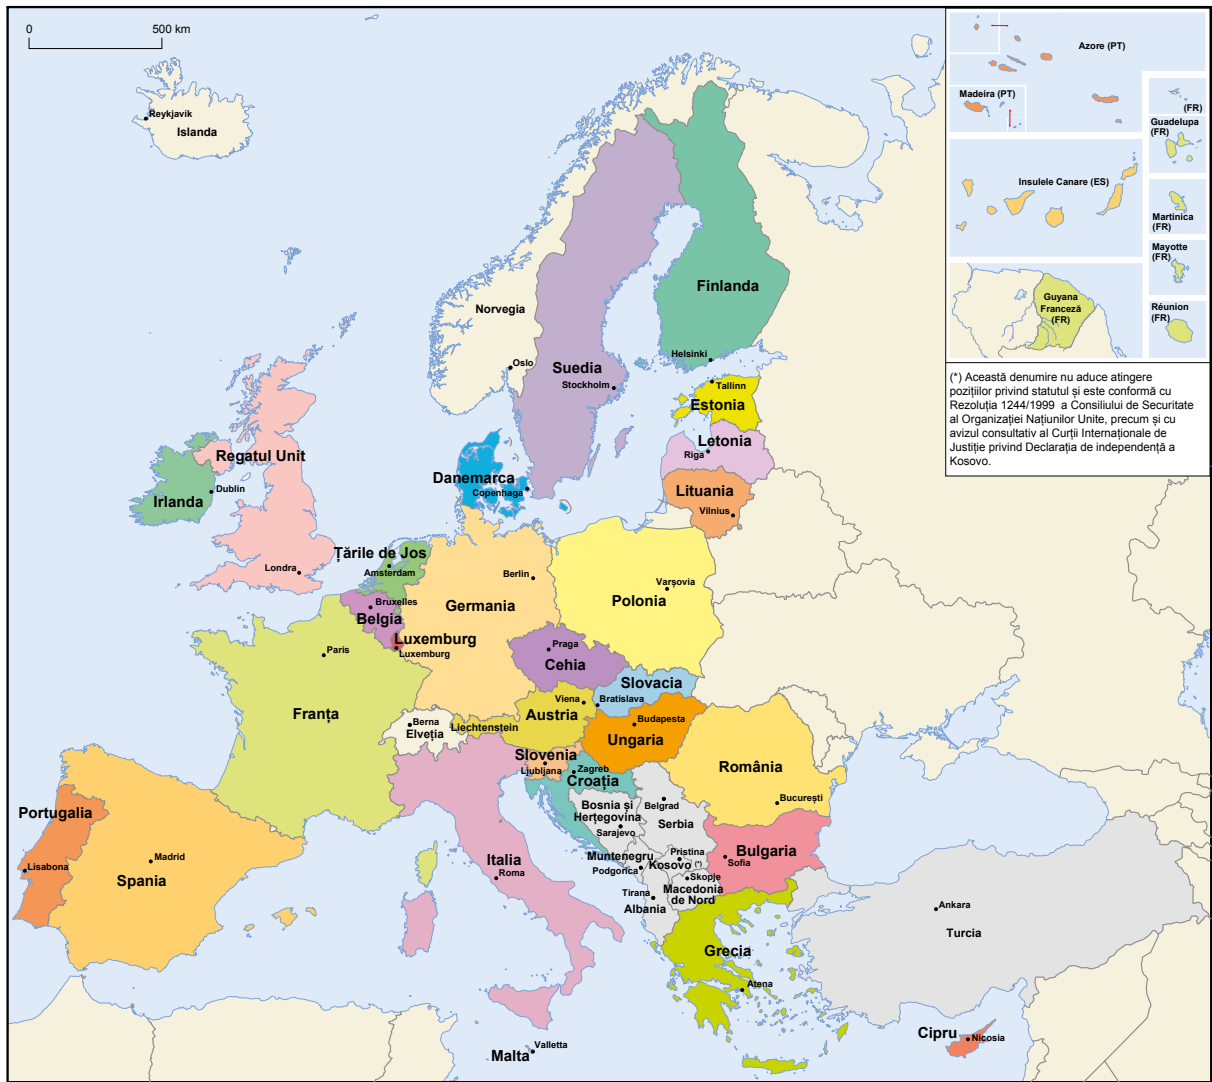 0 500 km
Azore (PT)
Madeira (PT)
(FR)
Guadelupa
(FR)
Insulele Canare (ES)
Martinica
(FR)
Mayotte
(FR)
Guyana
Franceză
(FR)
Réunion
(FR)
(*) Această denumire nu aduce atingere
pozițiilor privind statutul și este conformă cu
Rezoluția 1244/1999 a Consiliului de Securitate
al Organizației Națiunilor Unite, precum și cu
avizul consultativ al Curții Internaționale de
Justiție privind Declarația de independență a
Kosovo.
Reykjavík
Islanda
Norvegia
Oslo
Suedia
Stockholm
Finlanda
Helsinki
Tallinn
Estonia
Letonia
Riga
Lituania
Vilnius
Regatul Unit
Londra
Irlanda
Dublin
Danemarca
Copenhaga
Țările de Jos
Amsterdam
Bruxelles
Belgia
Luxemburg
Luxemburg
Berlin
Germania
Varşovia
Polonia
Praga
Cehia
Slovacia
Bratislava
Viena
Austria
Liechtenstein
Berna
Elveția
Paris
Franța
Budapesta
Ungaria
Slovenia
Ljubljana
Zagreb
Croația
România
București
Bosnia și
Herțegovina
Sarajevo
Belgrad
Serbia
Muntenegru
Podgorica
Pristina
Kosovo (*)
Skopje
Macedonia
de Nord
Tirana
Albania
Bulgaria
Sofia
Portugalia
Lisabona
Madrid
Spania
Italia
Roma
Grecia
Atena
Ankara
Turcia
Malta
Valletta
Cipru
Nicosia